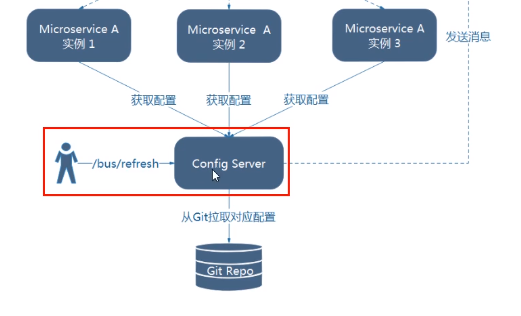 Microservice A
实例 1
Microservice A
实例 2
Microservice A
实例 3
发送消息
获取配置
获取配置
获取配置
/bus/refresh
Config Server
从Git拉取对应配置
Git Repo